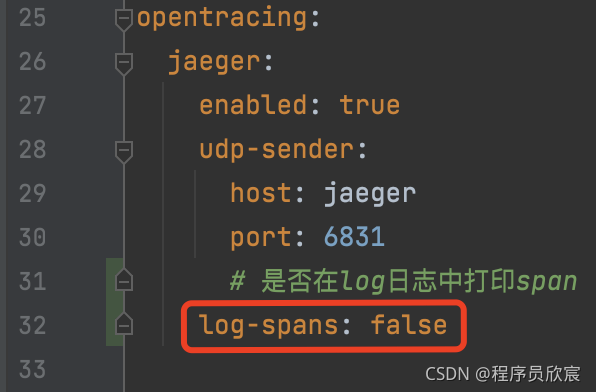 25 opentracing:
26 jaeger:
27 enabled: true
28 udp-sender:
29 host: jaeger
30 port: 6831
31 # 是否在log日志中打印span
32 log-spans: false
33
CSDN @程序员欣宸